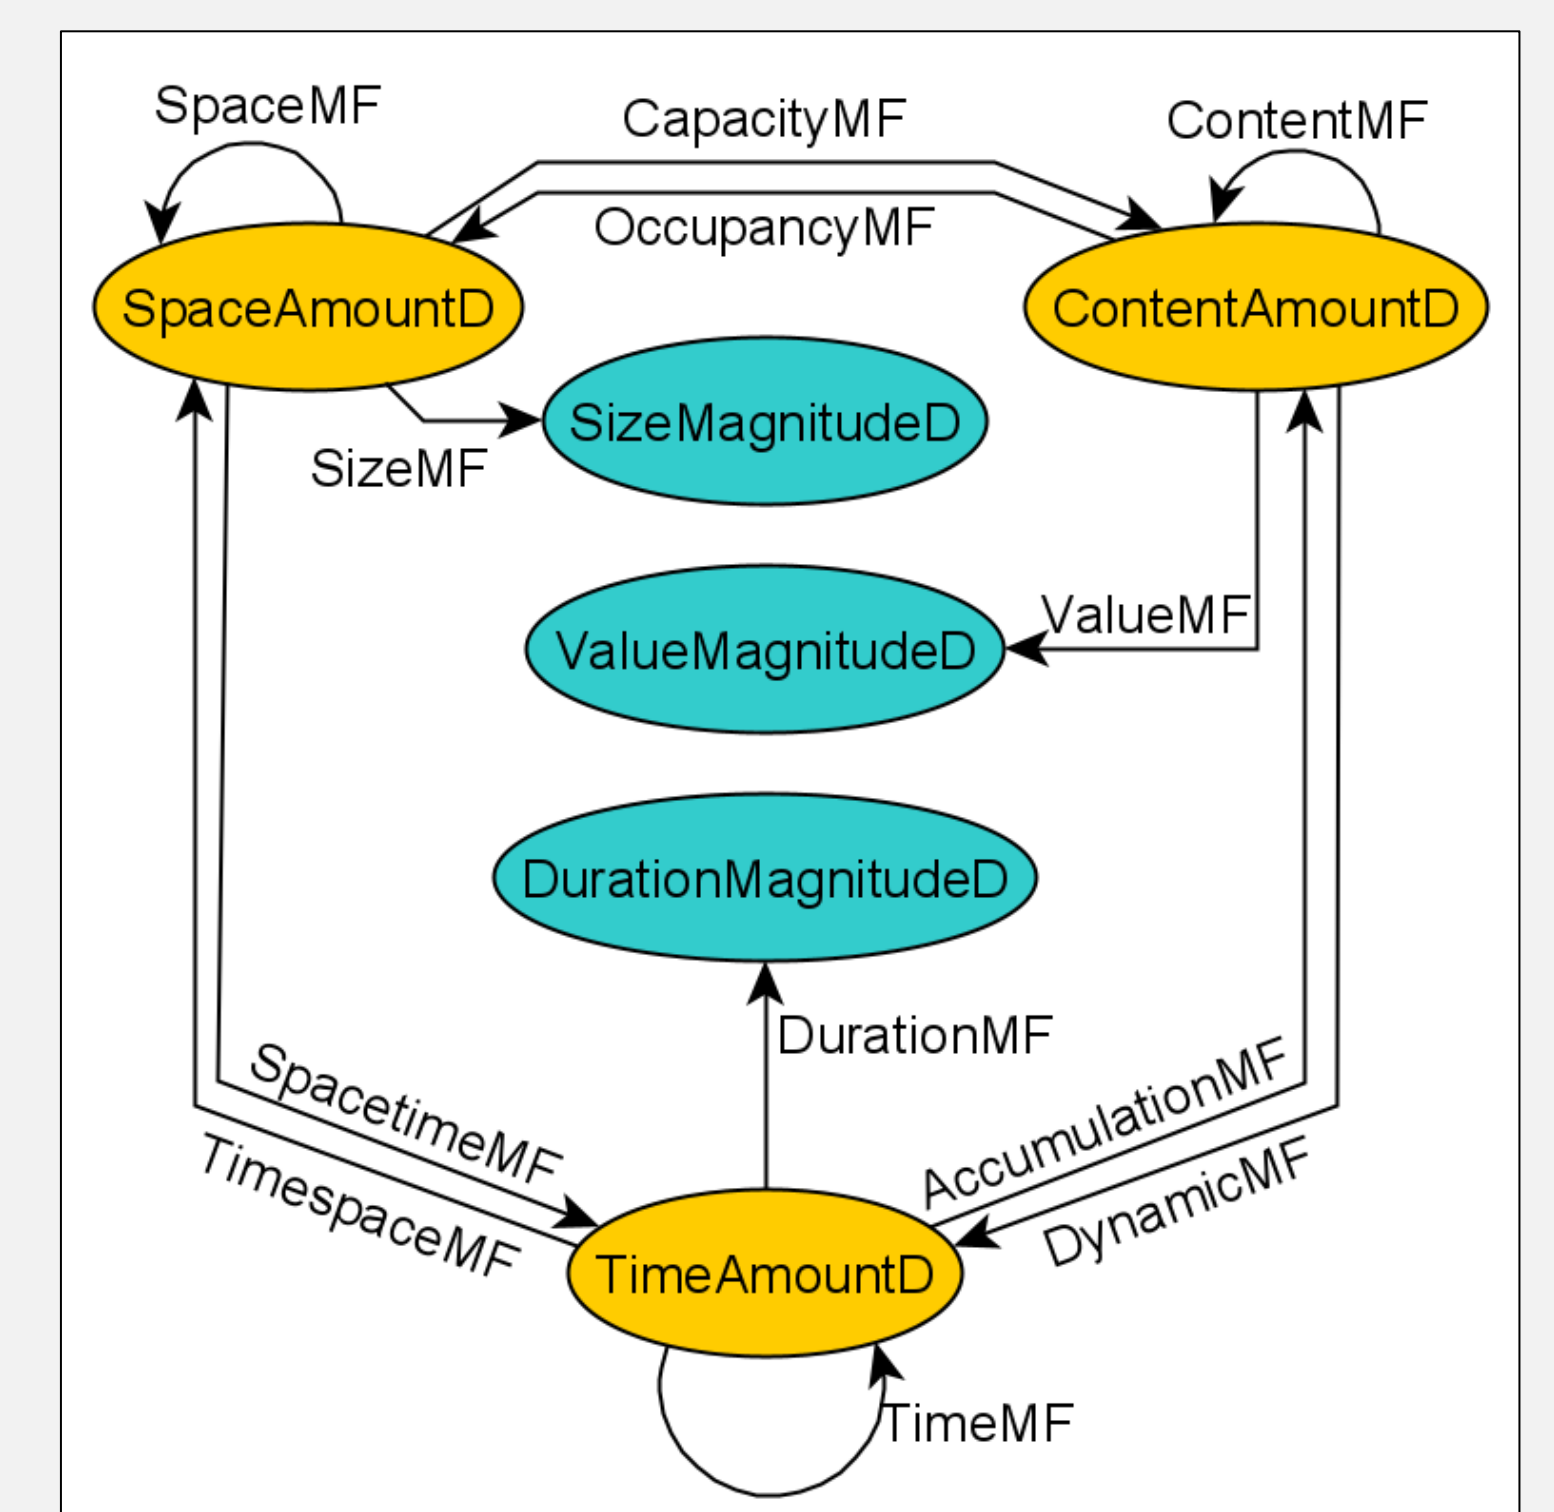 SpaceMF
CapacityMF
ContentMF
OccupancyMF
SpaceAmountD
ContentAmountD
SizeMagnitudeD
SizeMF
ValueMF
ValueMagnitudeD
DurationMagnitudeD
DurationMF
SpacetimeMF
AccumulationMF
TimespaceMF
DynamicMF
TimeAmountD
TimeMF